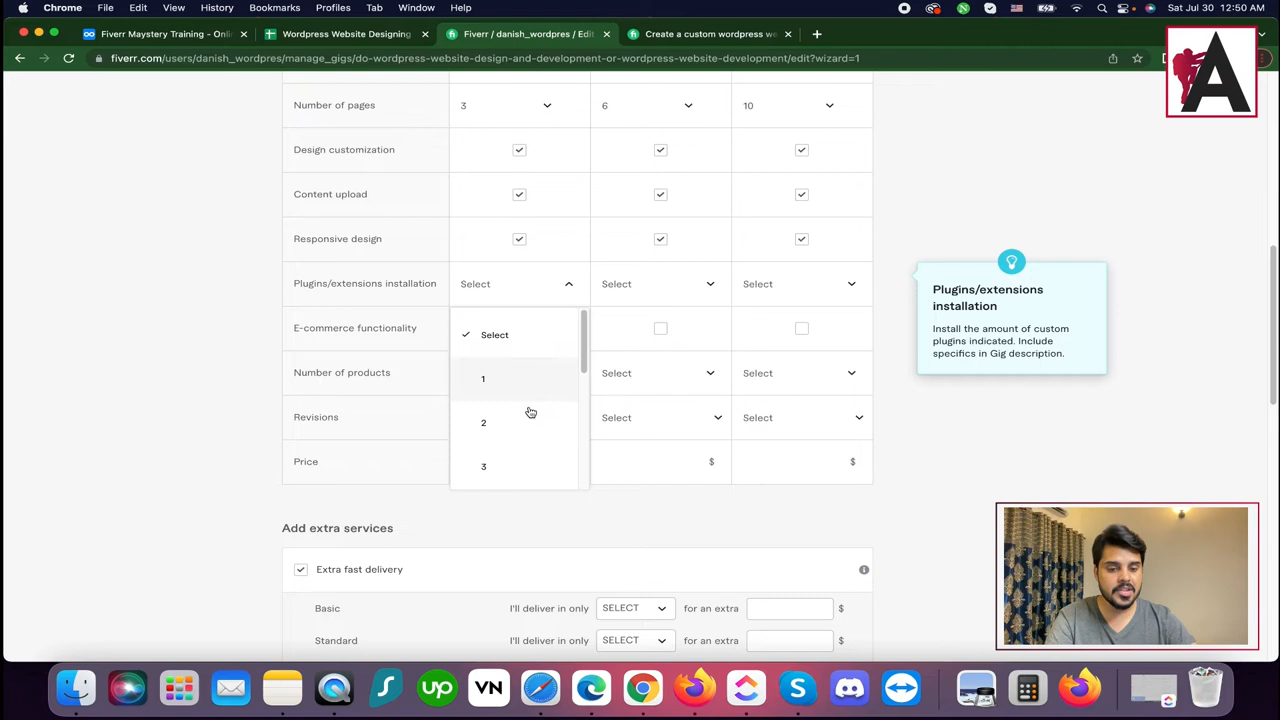 Chrome File Edit View History Bookmarks Profiles Tab Window Help Sat Jul 30 12:50 AM
Fiverr Maystery Training - Onli Wordpress Website Designing Fiverr / danish_wordpres / Edit Create a custom wordpress we
fiverr.com/users/danish_wordpres/manage_gigs/do-wordpress-website-design-and-development-or-wordpress-website-development/edit?wizard=1
A
Number of pages 3 6 10
Design customization
Content upload
Responsive design
Plugins/extensions installation Select Select Select
E-commerce functionality
Select
Number of products Select Select
1
Revisions Select Select
2
Price $ $
3
Plugins/extensions
installation
Install the amount of custom
plugins indicated. Include
specifics in Gig description.
Add extra services
Extra fast delivery
Basic I'll deliver in only SELECT for an extra $
Standard I'll deliver in only SELECT for an extra $
up VN